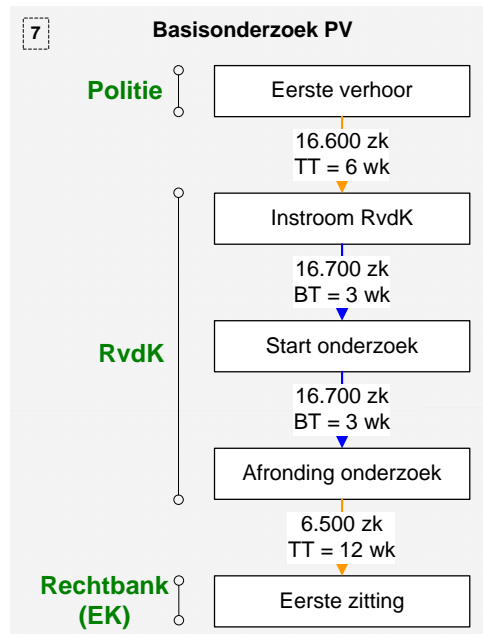 7
Basisonderzoek PV
Politie
Eerste verhoor
16.600 zk
TT = 6 wk
Instroom RvdK
16.700 zk
BT = 3 wk
RvdK
Start onderzoek
16.700 zk
BT = 3 wk
Afronding onderzoek
6.500 zk
TT = 12 wk
Rechtbank
(EK)
Eerste zitting